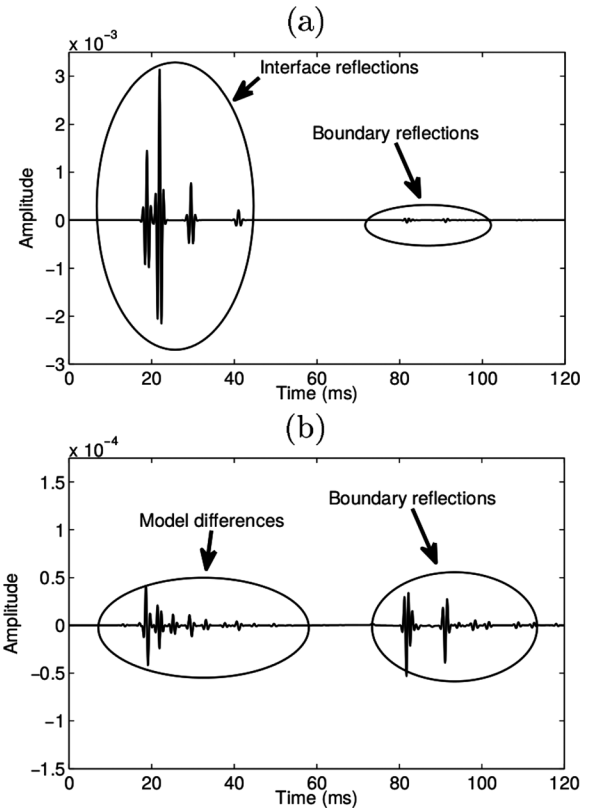 (a)
x 10⁻³
Interface reflections
Boundary reflections
3
2
1
0
−1
−2
−3
Amplitude
0 20 40 60 80 100 120
Time (ms)
(b)
x 10⁻⁴
Boundary reflections
Model differences
1.5
1
0.5
0
−0.5
−1
−1.5
Amplitude
0 20 40 60 80 100 120
Time (ms)